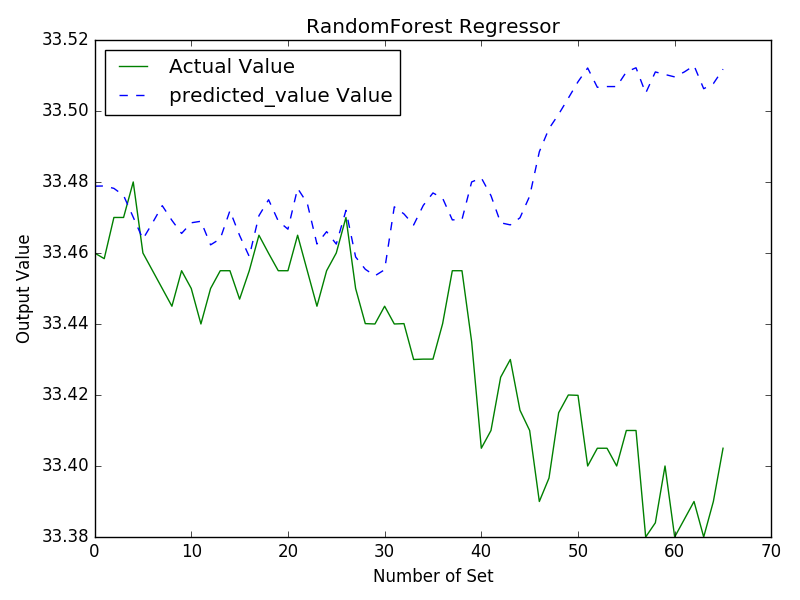 RandomForest Regressor
33.52
33.50
33.48
33.46
33.44
33.42
33.40
33.38
Output Value
Actual Value
predicted_value Value
0 10 20 30 40 50 60 70
Number of Set